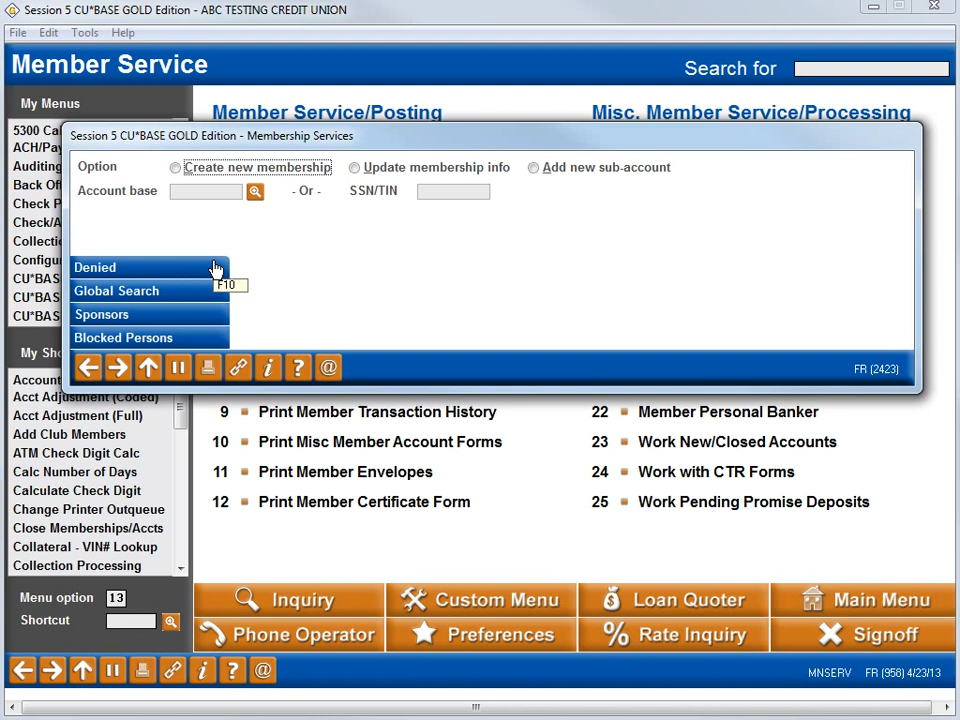 Session 5 CU*BASE GOLD Edition - ABC TESTING CREDIT UNION
File Edit Tools Help
Member Service
Search for
My Menus
Member Service/Posting
Misc. Member Service/Processing
5300 Ca
ACH/Pay
Auditing
Back Off
Check P
Check/A
Collecti
Configu
CU*BAS
CU*BAS
CU*BAS
Session 5 CU*BASE GOLD Edition - Membership Services
Option
Create new membership
Update membership info
Add new sub-account
Account base
- Or -
SSN/TIN
Denied
F10
Global Search
Sponsors
Blocked Persons
FR (2423)
My Sho
Accoun
Acct Adjustment (Coded)
Acct Adjustment (Full)
Add Club Members
ATM Check Digit Calc
Calc Number of Days
Calculate Check Digit
Change Printer Outqueue
Close Memberships/Accts
Collateral - VIN# Lookup
Collection Processing
9 Print Member Transaction History
10 Print Misc Member Account Forms
11 Print Member Envelopes
12 Print Member Certificate Form
22 Member Personal Banker
23 Work New/Closed Accounts
24 Work with CTR Forms
25 Work Pending Promise Deposits
Menu option 13
Shortcut
Inquiry
Custom Menu
Loan Quoter
Main Menu
Phone Operator
Preferences
Rate Inquiry
Signoff
MNSERV FR (958) 4/23/13